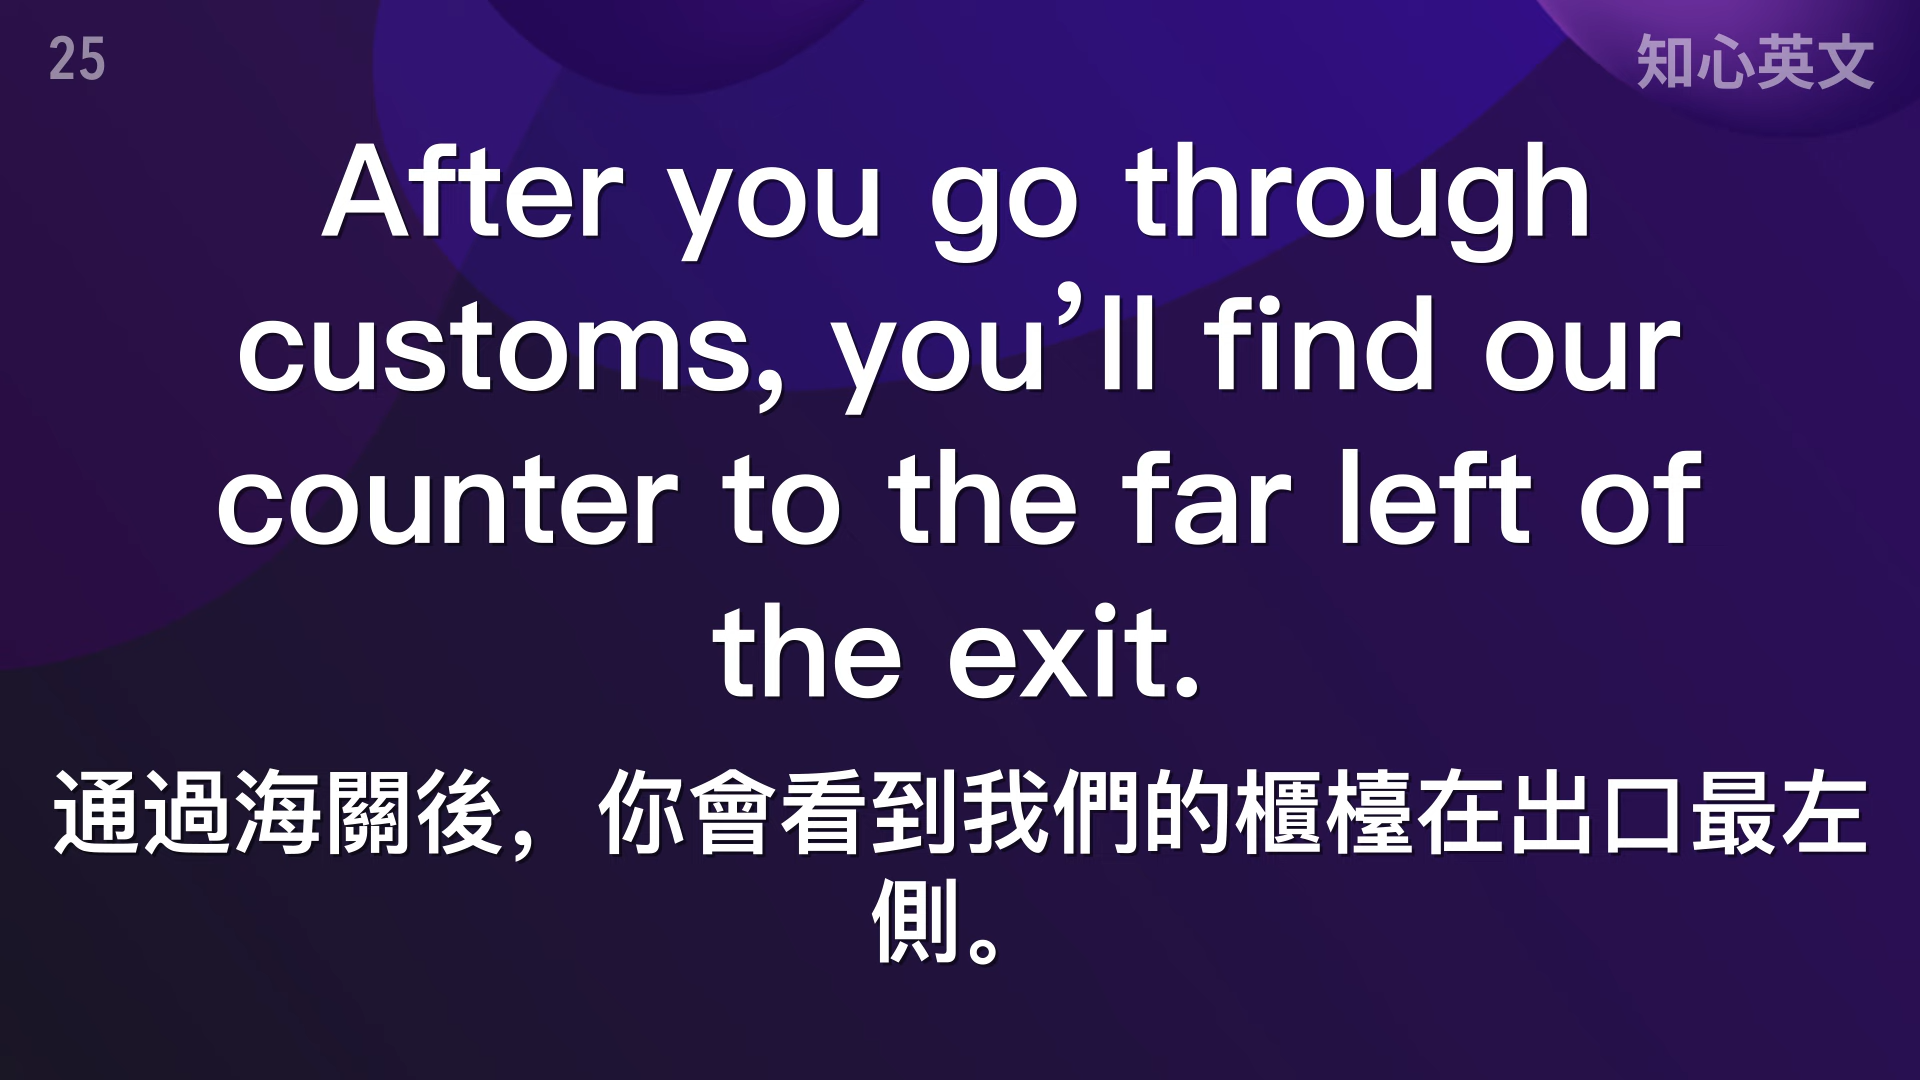 25
知心英文
After you go through
customs, you’ll find our
counter to the far left of
the exit.
通過海關後，你會看到我們的櫃檯在出口最左
側。